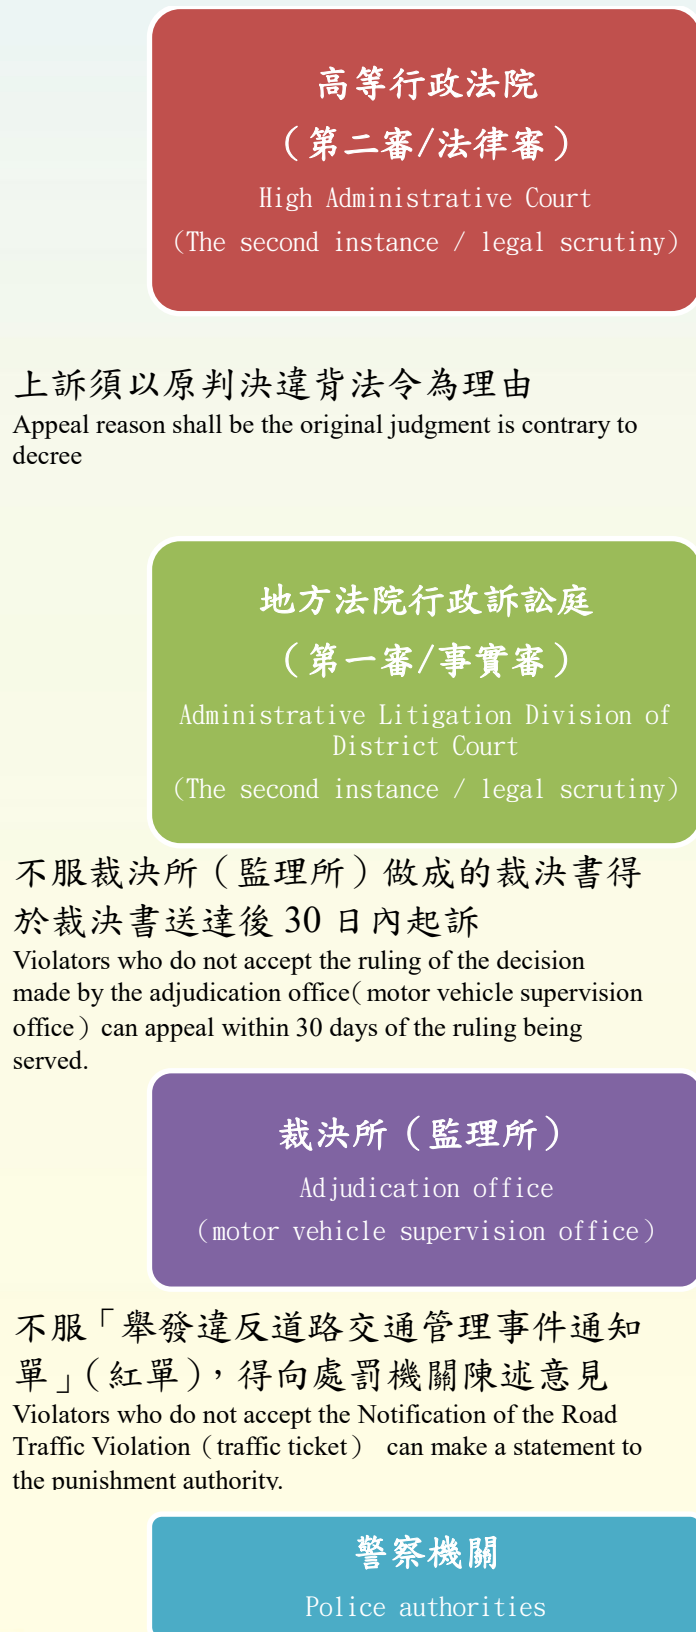 高等行政法院
（第二審/法律審）
High Administrative Court
(The second instance / legal scrutiny)
上訴須以原判決違背法令為理由
Appeal reason shall be the original judgment is contrary to
decree
地方法院行政訴訟庭
（第一審/事實審）
Administrative Litigation Division of
District Court
(The second instance / legal scrutiny)
不服裁決所（監理所）做成的裁決書得
於裁決書送達後 30 日內起訴
Violators who do not accept the ruling of the decision
made by the adjudication office（motor vehicle supervision
office）can appeal within 30 days of the ruling being
served.
裁決所（監理所）
Adjudication office
（motor vehicle supervision office）
不服「舉發違反道路交通管理事件通知
單」（紅單），得向處罰機關陳述意見
Violators who do not accept the Notification of the Road
Traffic Violation（traffic ticket） can make a statement to
the punishment authority.
警察機關
Police authorities